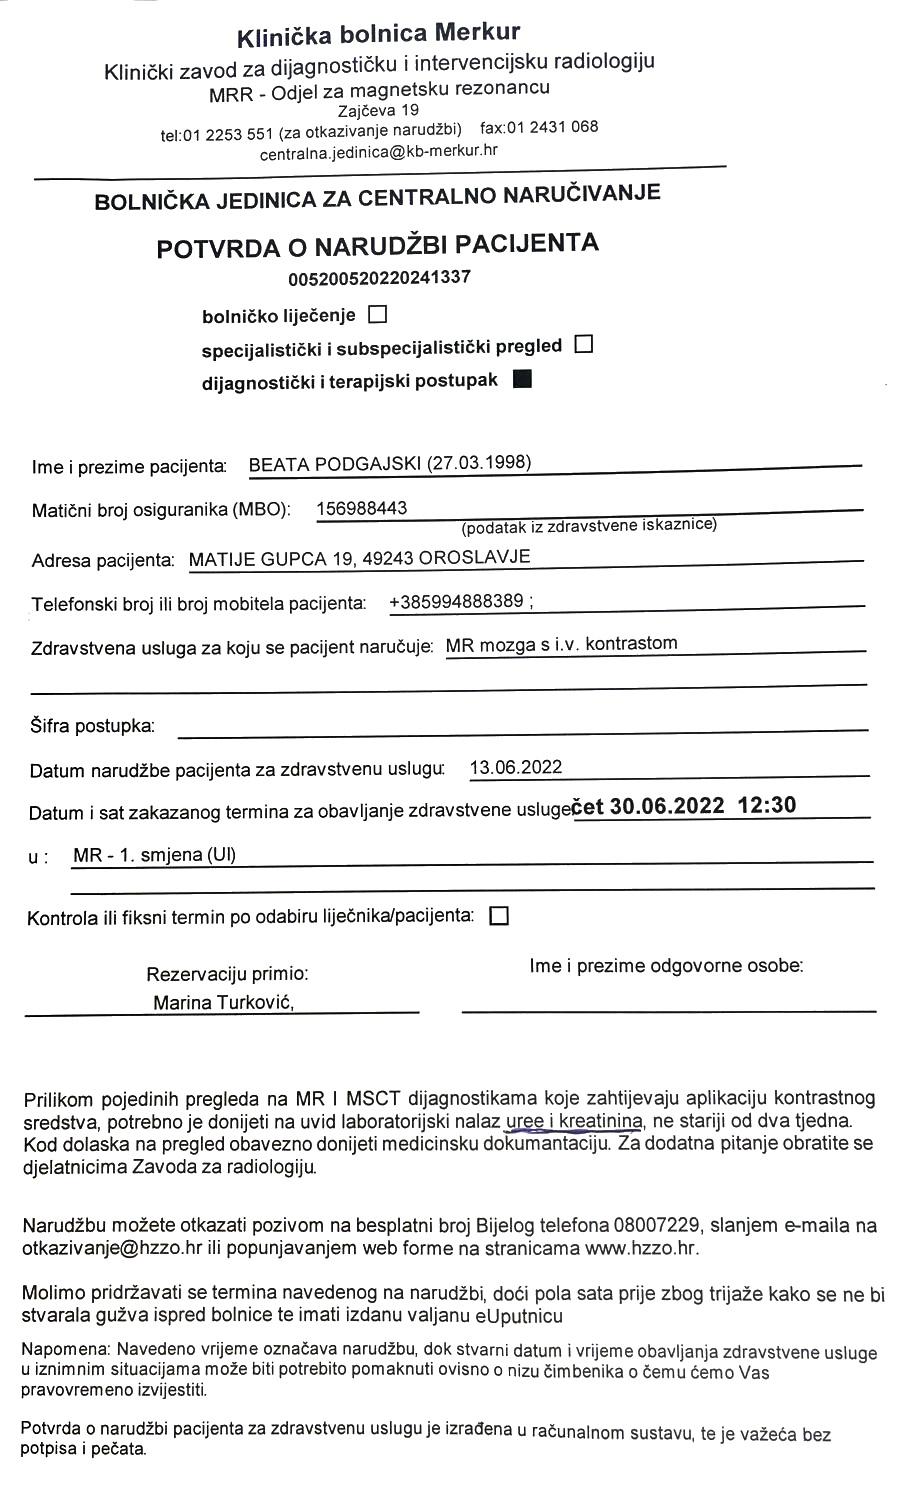 Klinička bolnica Merkur
Klinički zavod za dijagnostičku i intervencijsku radiologiju
MRR - Odjel za magnetsku rezonancu
Zajčeva 19
tel:01 2253 551 (za otkazivanje narudžbi) fax:01 2431 068
centralna.jedinica@kb-merkur.hr
BOLNIČKA JEDINICA ZA CENTRALNO NARUČIVANJE
POTVRDA O NARUDŽBI PACIJENTA
005200520220241337
bolničko liječenje
specijalistički i subspecijalistički pregled
dijagnostički i terapijski postupak
Ime i prezime pacijenta: BEATA PODGAJSKI (27.03.1998)
Matični broj osiguranika (MBO): 156988443
(podatak iz zdravstvene iskaznice)
Adresa pacijenta: MATIJE GUPCA 19, 49243 OROSLAVJE
Telefonski broj ili broj mobitela pacijenta: +385994888389 ;
Zdravstvena usluga za koju se pacijent naručuje: MR mozga s i.v. kontrastom
Šifra postupka:
Datum narudžbe pacijenta za zdravstvenu uslugu: 13.06.2022
Datum i sat zakazanog termina za obavljanje zdravstvene usluge čet 30.06.2022 12:30
u : MR - 1. smjena (UI)
Kontrola ili fiksni termin po odabiru liječnika/pacijenta:
Rezervaciju primio: Ime i prezime odgovorne osobe:
Marina Turković,
Prilikom pojedinih pregleda na MR I MSCT dijagnostikama koje zahtijevaju aplikaciju kontrastnog
sredstva, potrebno je donijeti na uvid laboratorijski nalaz uree i kreatinina, ne stariji od dva tjedna.
Kod dolaska na pregled obavezno donijeti medicinsku dokumantaciju. Za dodatna pitanje obratite se
djelatnicima Zavoda za radiologiju.
Narudžbu možete otkazati pozivom na besplatni broj Bijelog telefona 08007229, slanjem e-maila na
otkazivanje@hzzo.hr ili popunjavanjem web forme na stranicama www.hzzo.hr.
Molimo pridržavati se termina navedenog na narudžbi, doći pola sata prije zbog trijaže kako se ne bi
stvarala gužva ispred bolnice te imati izdanu valjanu eUputnicu
Napomena: Navedeno vrijeme označava narudžbu, dok stvarni datum i vrijeme obavljanja zdravstvene usluge
u iznimnim situacijama može biti potrebito pomaknuti ovisno o nizu čimbenika o čemu ćemo Vas
pravovremeno izvijestiti.
Potvrda o narudžbi pacijenta za zdravstvenu uslugu je izrađena u računalnom sustavu, te je važeća bez
potpisa i pečata.